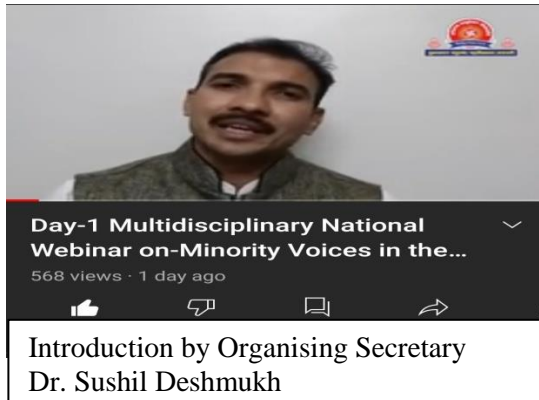 Day-1 Multidisciplinary National
Webinar on-Minority Voices in the...
568 views · 1 day ago
Introduction by Organising Secretary
Dr. Sushil Deshmukh